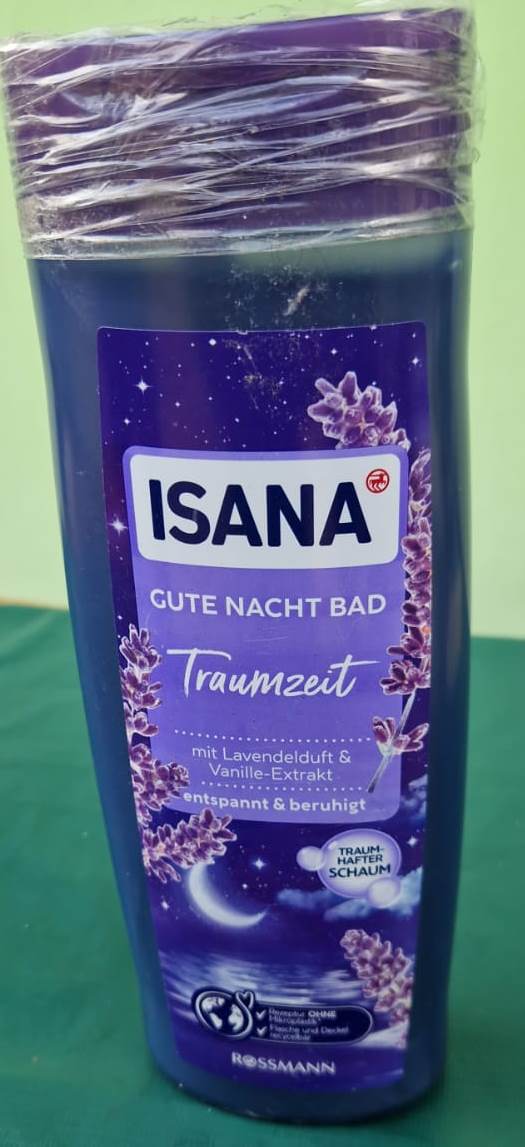 ISANA
GUTE NACHT BAD
Traumzeit
mit Lavendelduft &
Vanille-Extrakt
entspannt & beruhigt
TRAUM-
HAFTER
SCHAUM
Rezeptur OHNE
Mikroplastik*
Flasche und Deckel
recycelbar
ROSSMANN